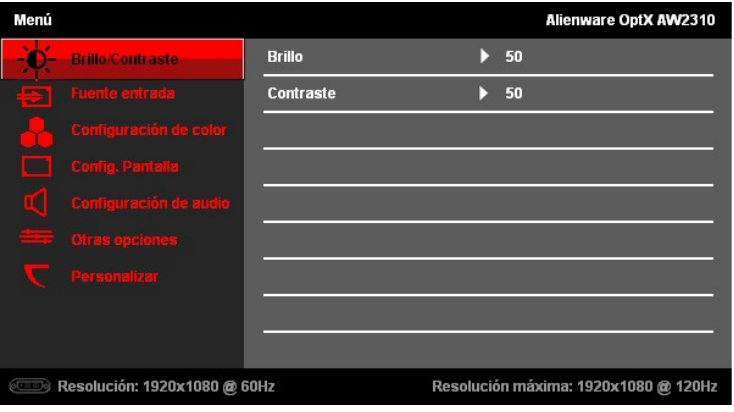 Menú
Alienware OptX AW2310
Brillo/Contraste
Fuente entrada
Configuración de color
Config. Pantalla
Configuración de audio
Otras opciones
Personalizar
Brillo 50
Contraste 50
Resolución: 1920x1080 @ 60Hz
Resolución máxima: 1920x1080 @ 120Hz